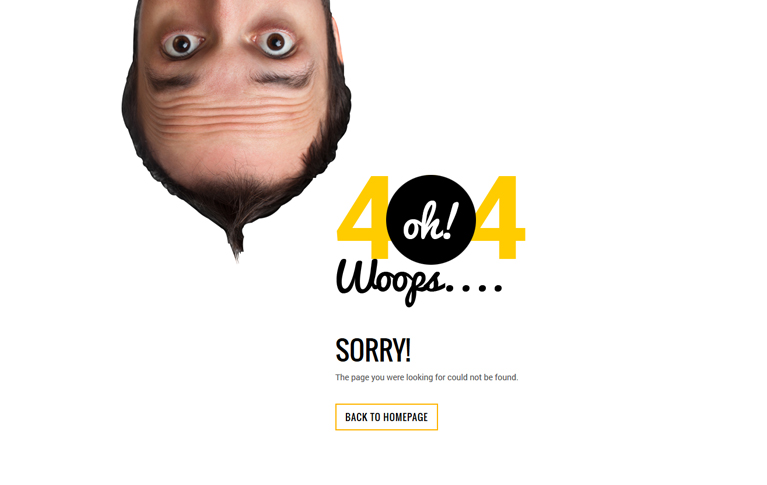 4 oh! 4
Woops....
SORRY!
The page you were looking for could not be found.
BACK TO HOMEPAGE